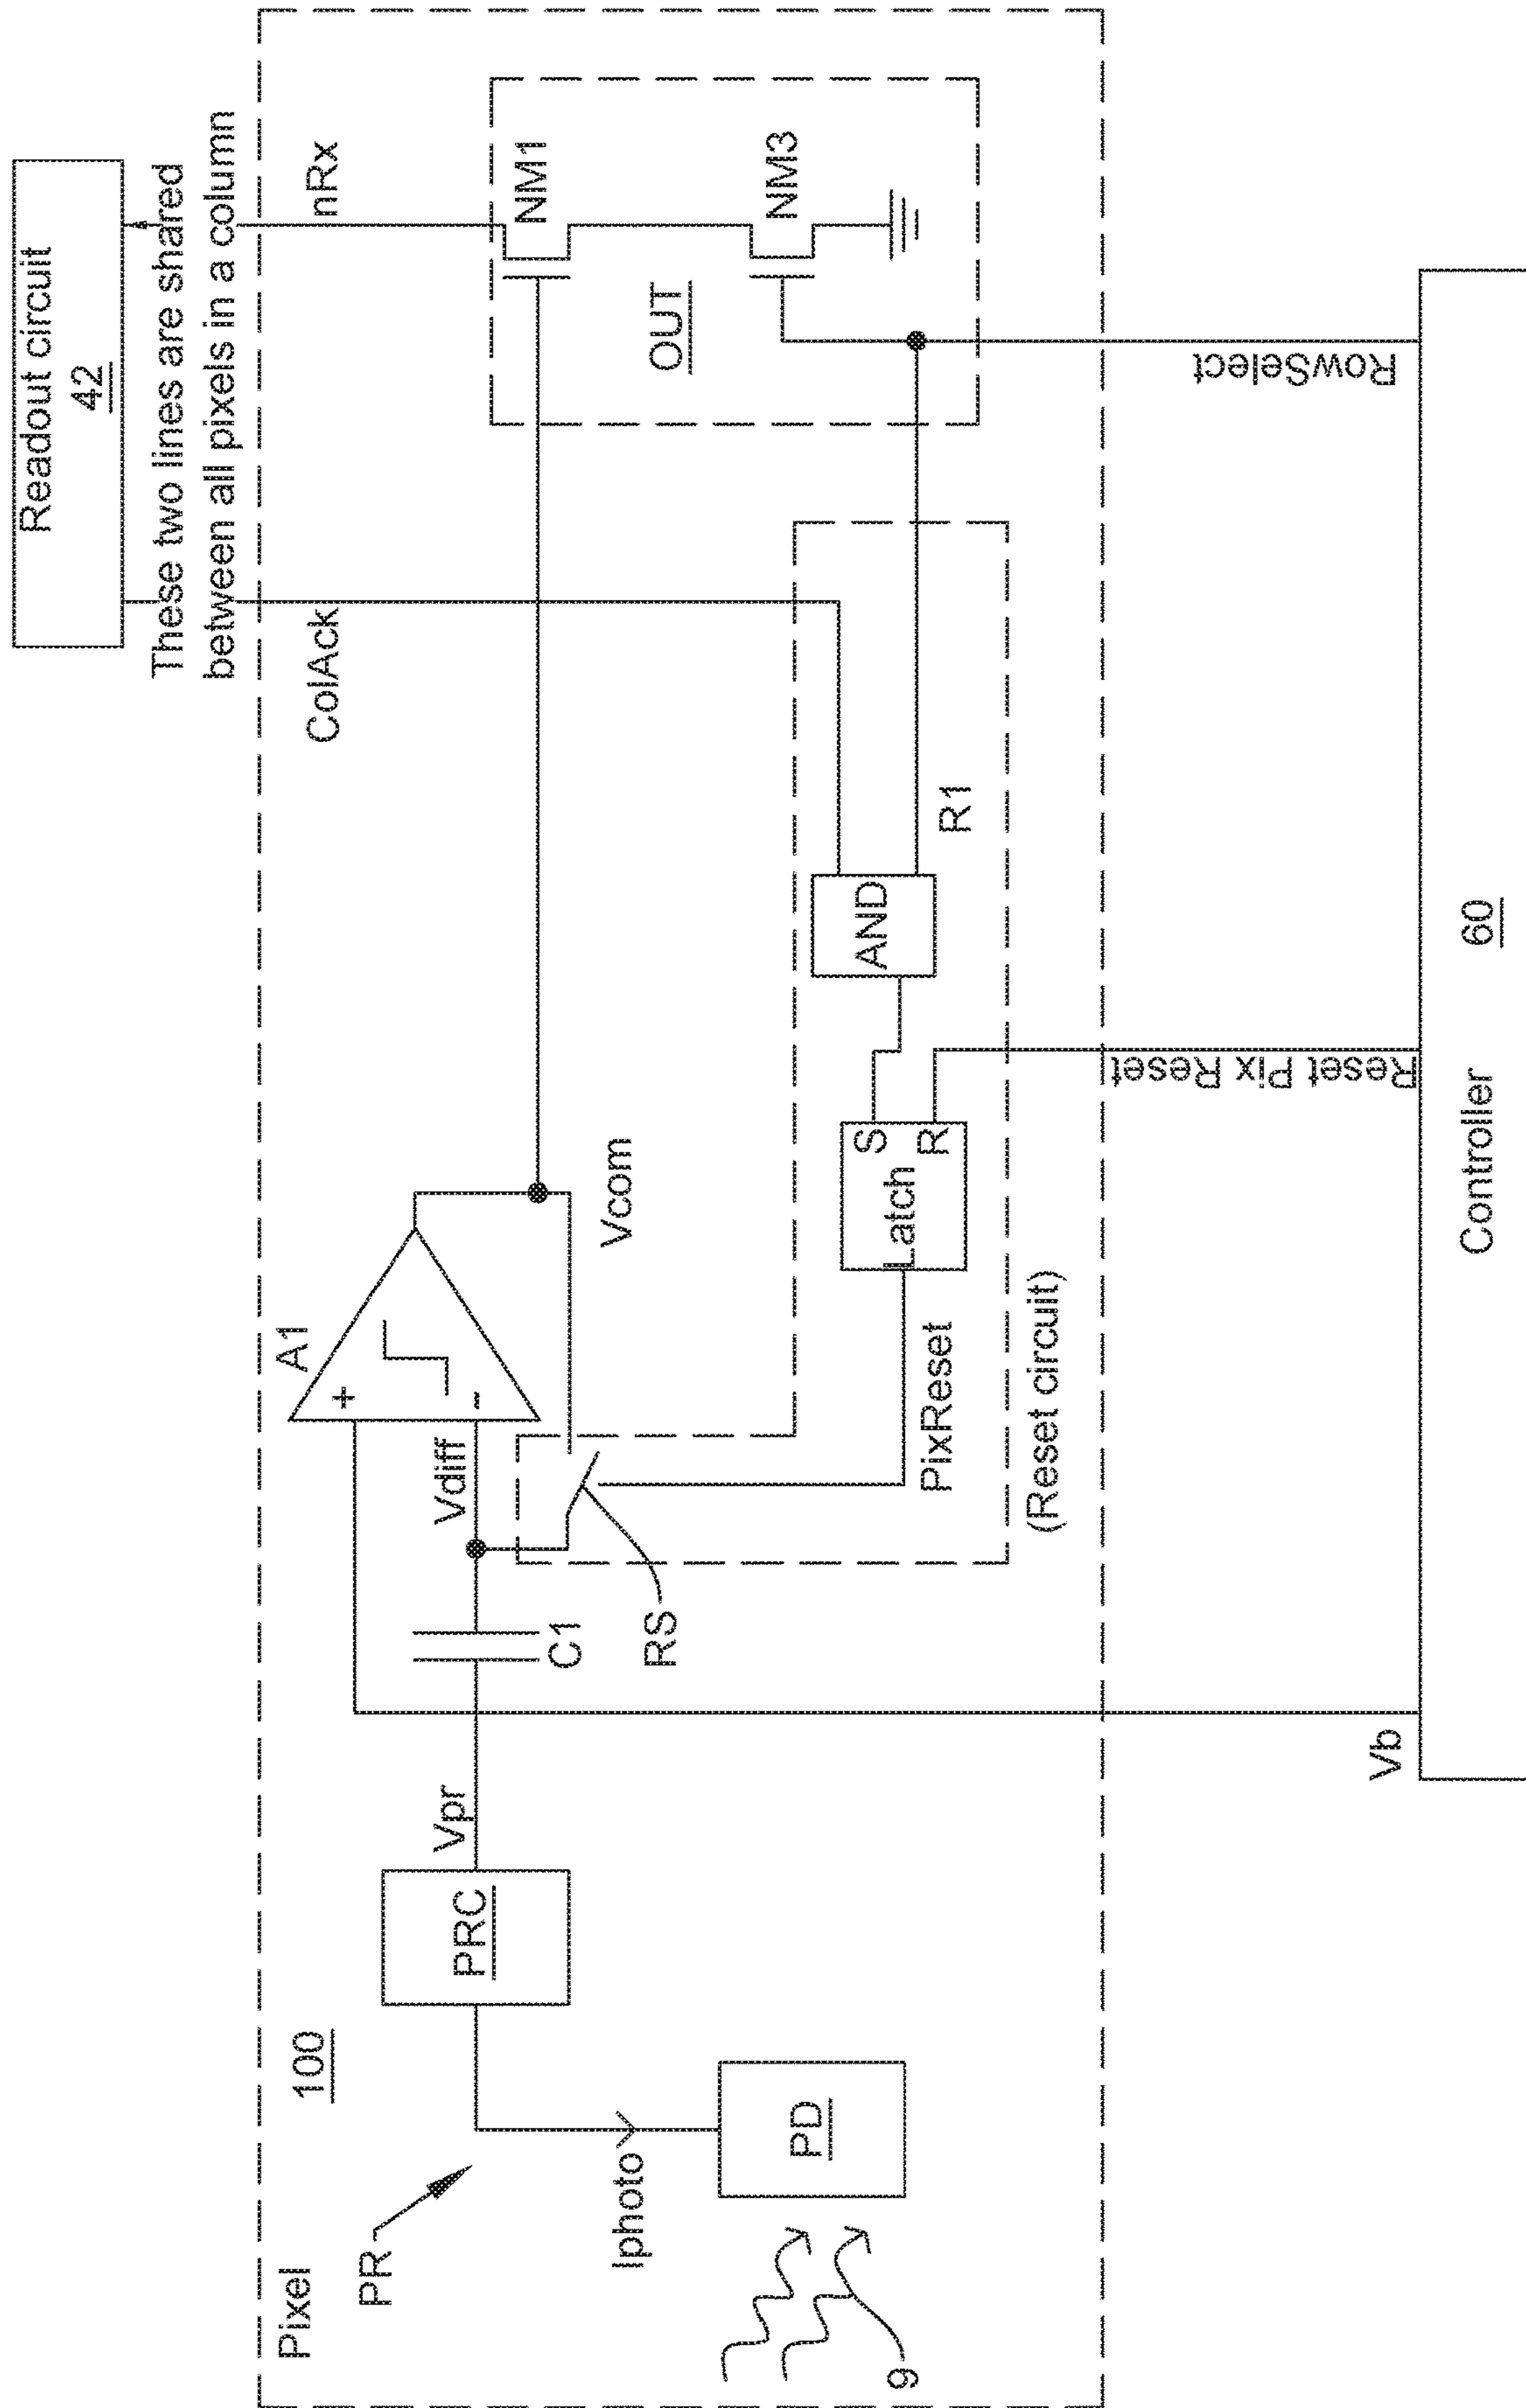 Readout circuit
42
These two lines are shared
between all pixels in a column
Pixel
100
PR
Iphoto
PD
9
PRC
Vpr
C1
Vdiff
A1
+
-
RS
Vcom
ColAck
nRx
NM1
OUT
NM3
AND
R1
S
R
Latch
PixReset
(Reset circuit)
Vb
Reset Pix Reset
RowSelect
Controller
60